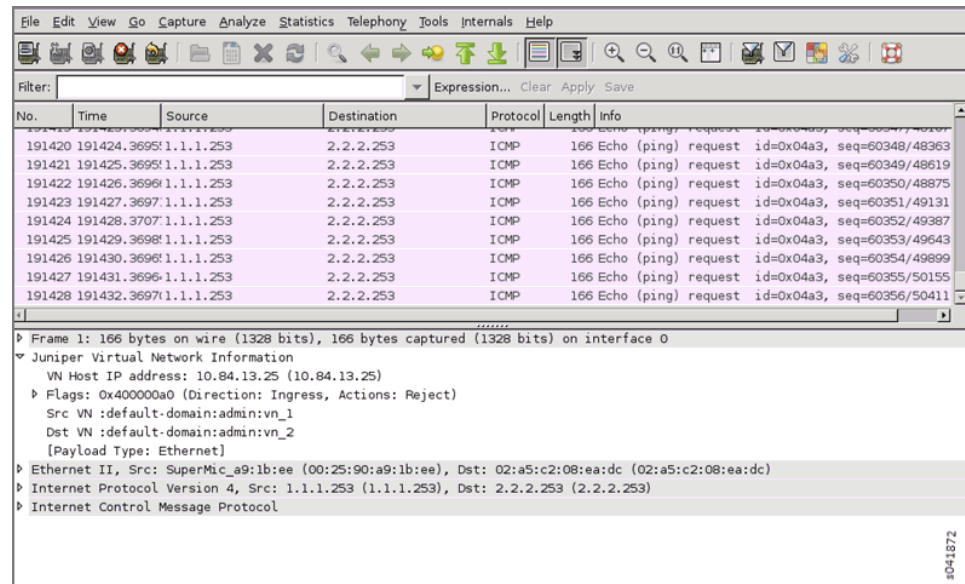 File Edit View Go Capture Analyze Statistics Telephony Tools Internals Help
Filter: Expression... Clear Apply Save
No. Time Source Destination Protocol Length Info
191420 191424.3695 1.1.1.253 2.2.2.253 ICMP 166 Echo (ping) request id=0x04a3, seq=60348/48363
191421 191425.3695 1.1.1.253 2.2.2.253 ICMP 166 Echo (ping) request id=0x04a3, seq=60349/48619
191422 191426.3696 1.1.1.253 2.2.2.253 ICMP 166 Echo (ping) request id=0x04a3, seq=60350/48875
191423 191427.3697 1.1.1.253 2.2.2.253 ICMP 166 Echo (ping) request id=0x04a3, seq=60351/49131
191424 191428.3707 1.1.1.253 2.2.2.253 ICMP 166 Echo (ping) request id=0x04a3, seq=60352/49387
191425 191429.3698 1.1.1.253 2.2.2.253 ICMP 166 Echo (ping) request id=0x04a3, seq=60353/49643
191426 191430.3696 1.1.1.253 2.2.2.253 ICMP 166 Echo (ping) request id=0x04a3, seq=60354/49899
191427 191431.3696 1.1.1.253 2.2.2.253 ICMP 166 Echo (ping) request id=0x04a3, seq=60355/50155
191428 191432.3697 1.1.1.253 2.2.2.253 ICMP 166 Echo (ping) request id=0x04a3, seq=60356/50411
Frame 1: 166 bytes on wire (1328 bits), 166 bytes captured (1328 bits) on interface 0
Juniper Virtual Network Information
VN Host IP address: 10.84.13.25 (10.84.13.25)
Flags: 0x400000a0 (Direction: Ingress, Actions: Reject)
Src VN :default-domain:admin:vn_1
Dst VN :default-domain:admin:vn_2
[Payload Type: Ethernet]
Ethernet II, Src: SuperMic_a9:1b:ee (00:25:90:a9:1b:ee), Dst: 02:a5:c2:08:ea:dc (02:a5:c2:08:ea:dc)
Internet Protocol Version 4, Src: 1.1.1.253 (1.1.1.253), Dst: 2.2.2.253 (2.2.2.253)
Internet Control Message Protocol
s041872